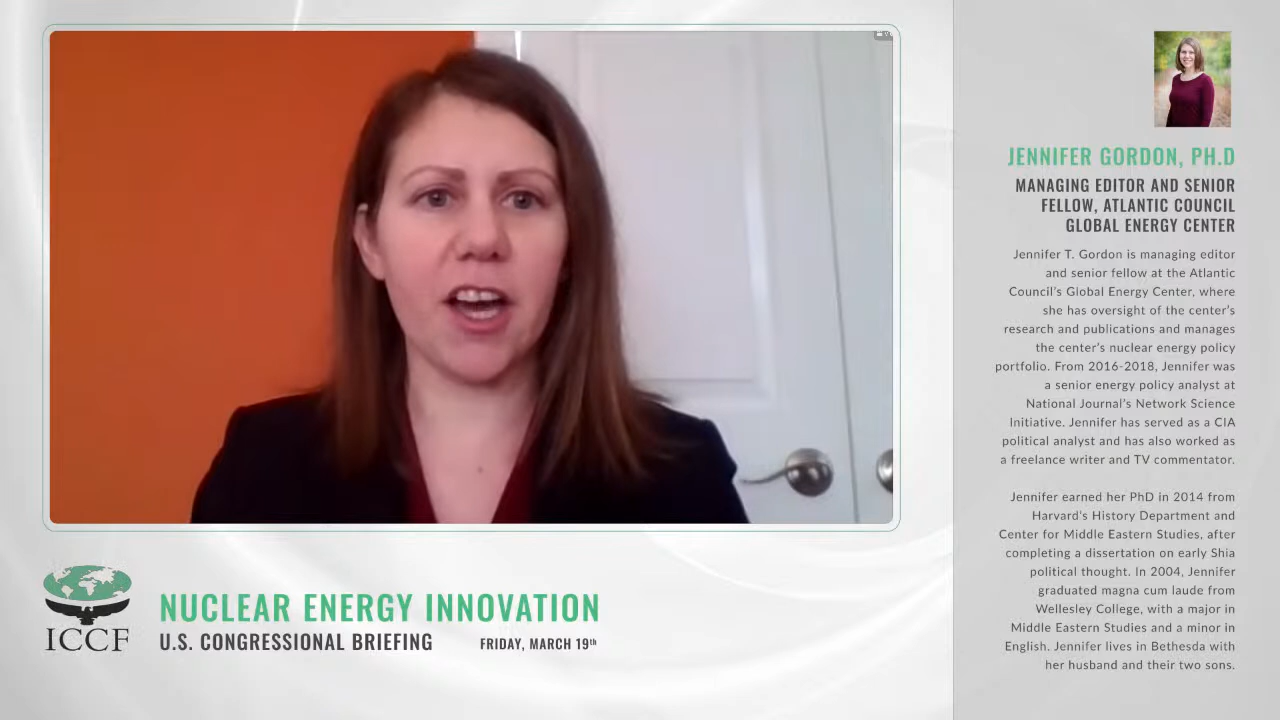 JENNIFER GORDON, PH.D
MANAGING EDITOR AND SENIOR
FELLOW, ATLANTIC COUNCIL
GLOBAL ENERGY CENTER
Jennifer T. Gordon is managing editor
and senior fellow at the Atlantic
Council's Global Energy Center, where
she has oversight of the center's
research and publications and manages
the center's nuclear energy policy
portfolio. From 2016-2018, Jennifer was
a senior energy policy analyst at
National Journal's Network Science
Initiative. Jennifer has served as a CIA
political analyst and has also worked as
a freelance writer and TV commentator.
Jennifer earned her PhD in 2014 from
Harvard's History Department and
Center for Middle Eastern Studies, after
completing a dissertation on early Shia
political thought. In 2004, Jennifer
graduated magna cum laude from
Wellesley College, with a major in
Middle Eastern Studies and a minor in
English. Jennifer lives in Bethesda with
her husband and their two sons.
ICCF
NUCLEAR ENERGY INNOVATION
U.S. CONGRESSIONAL BRIEFING
FRIDAY, MARCH 19th